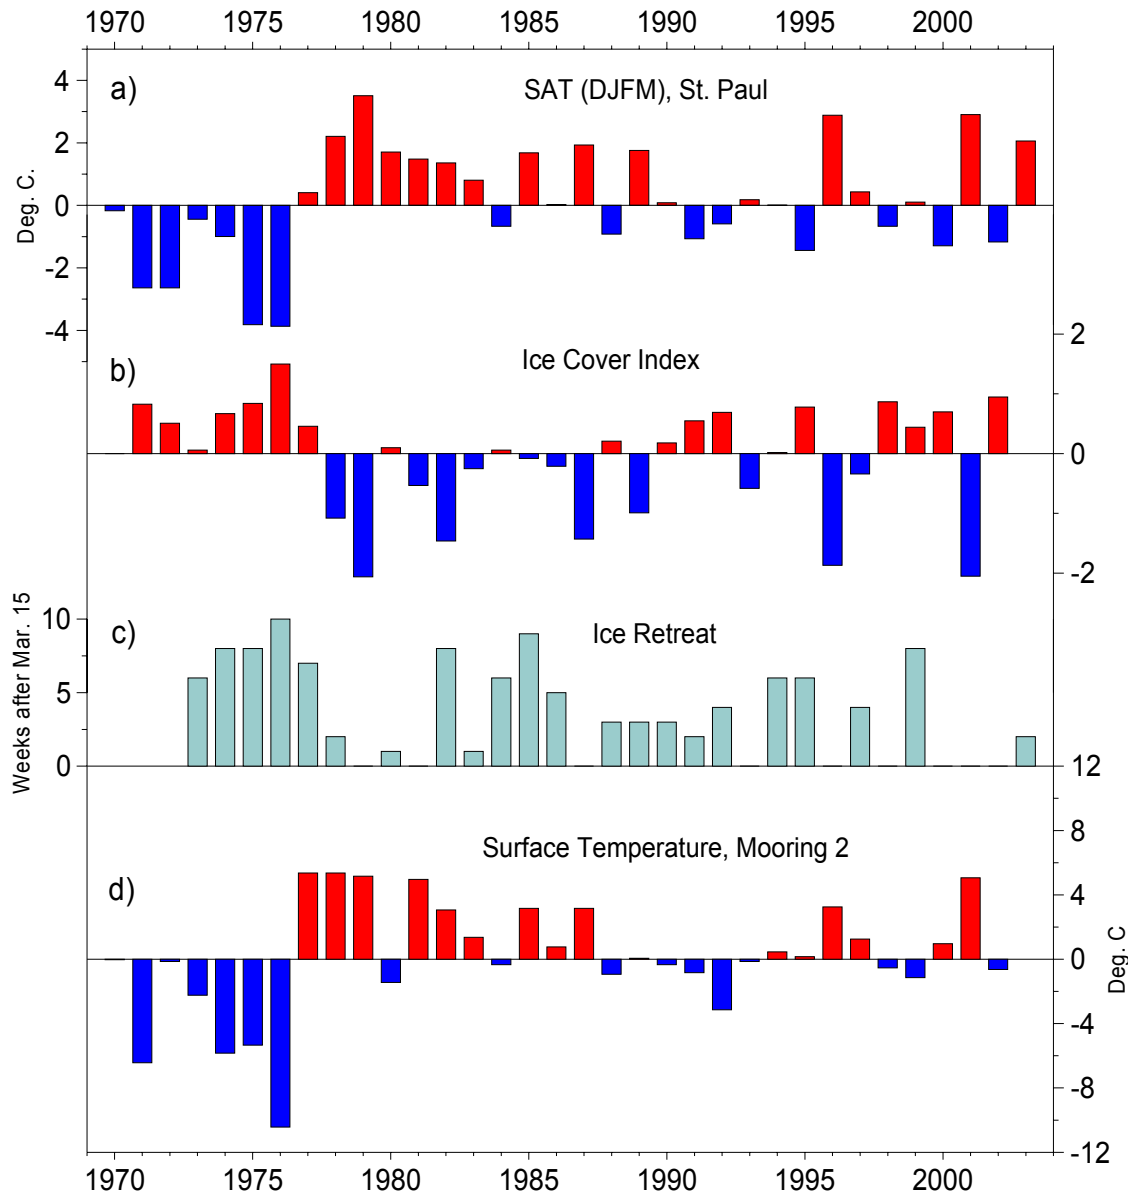 1970 1975 1980 1985 1990 1995 2000
a) SAT (DJFM), St. Paul
4
2
0
-2
-4
Deg. C.
b) Ice Cover Index
2
0
-2
c) Ice Retreat
10
5
0
Weeks after Mar. 15
d) Surface Temperature, Mooring 2
12
8
4
0
-4
-8
-12
Deg. C
1970 1975 1980 1985 1990 1995 2000